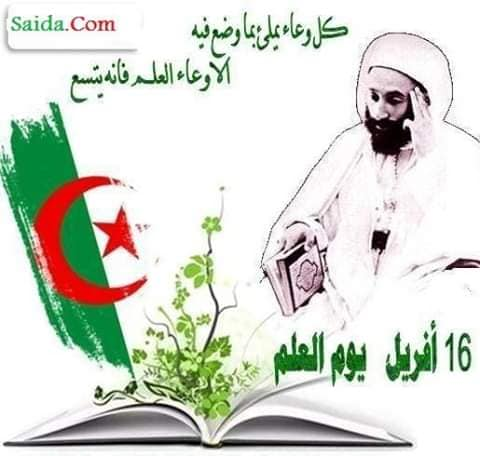 Saida.Com
كل وعاء يملئ بما وضع فيه
الا وعاء العلم فانه يتسع
16 أفريل يوم العلم